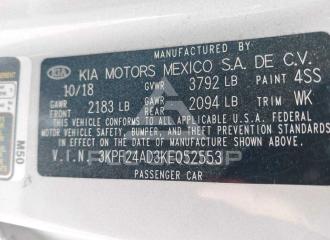 KIA KIA MOTORS MEXICO S.A. DE C.V.
10/18 GVWR 3792 LB PAINT 4SS
GAWR FRONT 2183 LB GAWR REAR 2094 LB TRIM WK
THIS VEHICLE CONFORMS TO ALL APPLICABLE U.S.A. FEDERAL
MOTOR VEHICLE SAFETY, BUMPER, AND THEFT PREVENTION
STANDARDS IN EFFECT ON THE DATE OF MANUFACTURE
SHOWN ABOVE.
V.I.N. 3KPF24AD3KE052553
PASSENGER CAR
M50